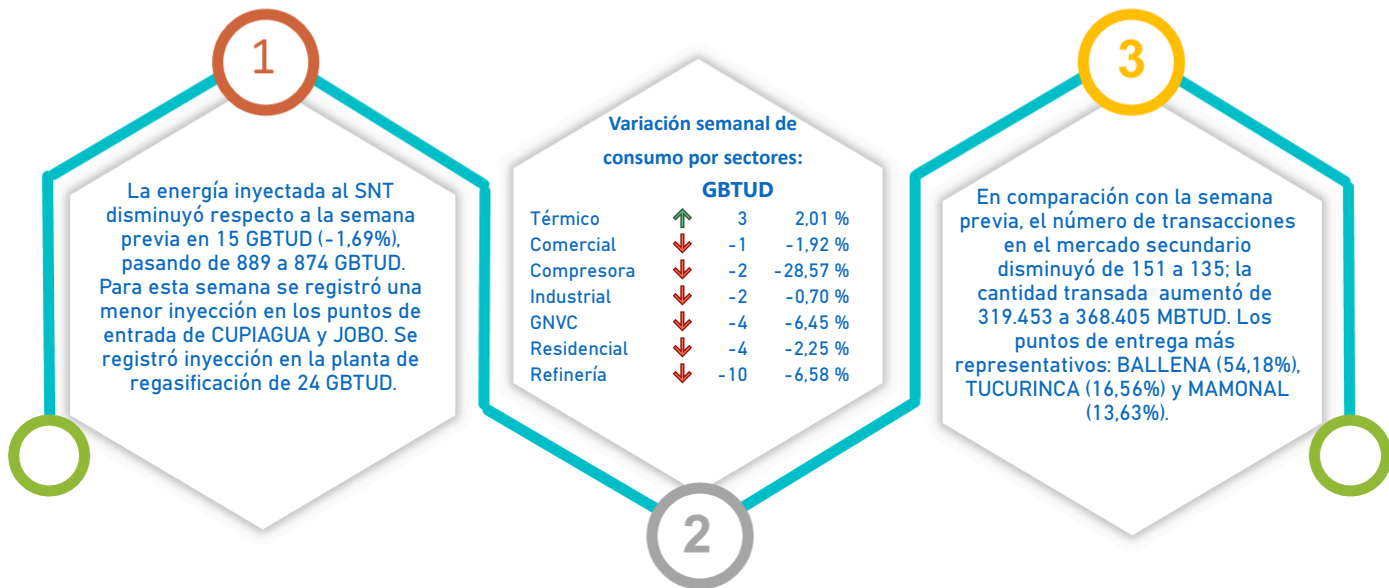 1
La energía inyectada al SNT
disminuyó respecto a la semana
previa en 15 GBTUD (-1,69%),
pasando de 889 a 874 GBTUD.
Para esta semana se registró una
menor inyección en los puntos de
entrada de CUPIAGUA y JOBO. Se
registró inyección en la planta de
regasificación de 24 GBTUD.
Variación semanal de
consumo por sectores:
GBTUD
Térmico 3 2,01 %
Comercial -1 -1,92 %
Compresora -2 -28,57 %
Industrial -2 -0,70 %
GNVC -4 -6,45 %
Residencial -4 -2,25 %
Refinería -10 -6,58 %
2
3
En comparación con la semana
previa, el número de transacciones
en el mercado secundario
disminuyó de 151 a 135; la
cantidad transada aumentó de
319.453 a 368.405 MBTUD. Los
puntos de entrega más
representativos: BALLENA (54,18%),
TUCURINCA (16,56%) y MAMONAL
(13,63%).